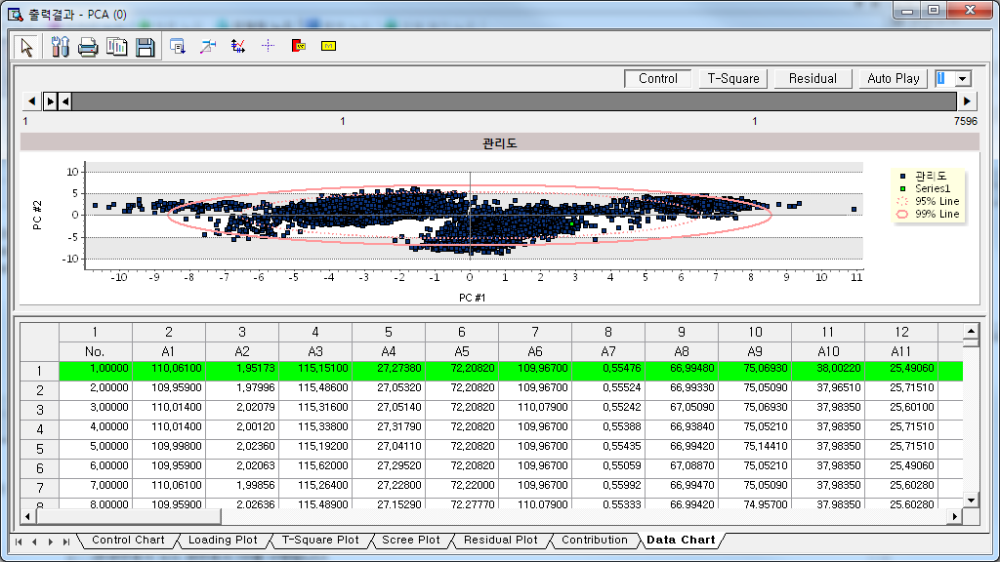 출력결과 - PCA (0)
Control T-Square Residual Auto Play
1 1 1 7596
관리도
10
5
0
-5
-10
PC #2
-10 -9 -8 -7 -6 -5 -4 -3 -2 -1 0 1 2 3 4 5 6 7 8 9 10 11
PC #1
관리도
Series1
95% Line
99% Line
1 2 3 4 5 6 7 8 9 10 11 12
No. A1 A2 A3 A4 A5 A6 A7 A8 A9 A10 A11
1 1,00000 110,06100 1,95173 115,15100 27,27380 72,20820 109,96700 0,55476 66,99480 75,06930 38,00220 25,49060
2 2,00000 109,95900 1,97996 115,48600 27,05320 72,20820 109,96700 0,55524 66,99330 75,05090 37,96510 25,71510
3 3,00000 110,01400 2,02079 115,31600 27,05140 72,20820 110,07900 0,55242 67,05090 75,06930 37,98350 25,60100
4 4,00000 110,01400 2,00120 115,33800 27,31790 72,20820 109,96700 0,55388 66,93840 75,05210 37,98350 25,71510
5 5,00000 109,99800 2,02360 115,19200 27,04110 72,20820 109,96700 0,55435 66,99420 75,14410 37,98350 25,71510
6 6,00000 109,95900 2,02063 115,62000 27,29520 72,20820 109,96700 0,55059 67,08870 75,05210 37,98350 25,49060
7 7,00000 110,06100 1,99856 115,26400 27,22800 72,22000 109,96700 0,55992 66,99470 75,05090 37,98350 25,60280
8 8,00000 109,95900 2,02636 115,48900 27,15290 72,27770 110,07900 0,55333 66,99420 74,95700 37,98350 25,60280
Control Chart Loading Plot T-Square Plot Scree Plot Residual Plot Contribution Data Chart